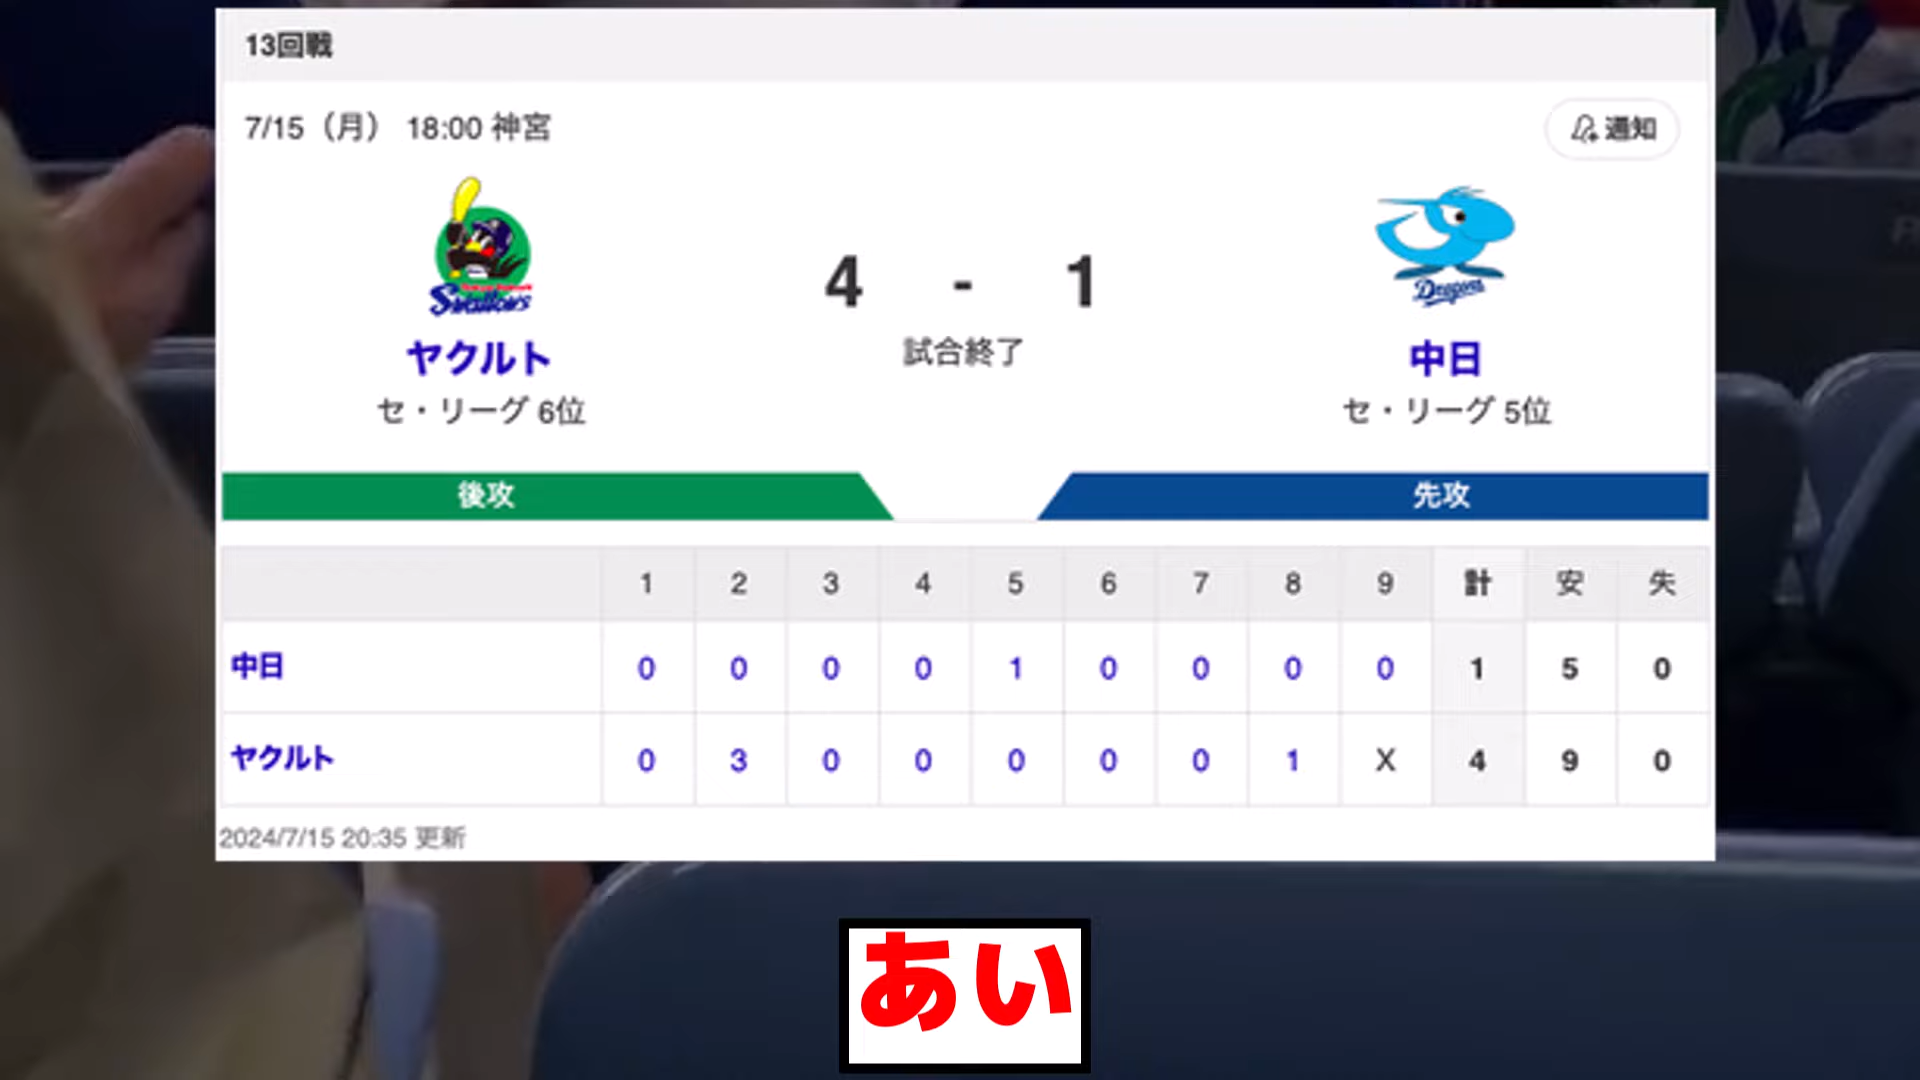 13回戦
7/15（月） 18:00 神宮
通知
Swallows
Dragons
4 - 1
試合終了
ヤクルト
中日
セ・リーグ 6位
セ・リーグ 5位
後攻
先攻
1 2 3 4 5 6 7 8 9 計 安 失
中日 0 0 0 0 1 0 0 0 0 1 5 0
ヤクルト 0 3 0 0 0 0 0 1 X 4 9 0
2024/7/15 20:35 更新
あい